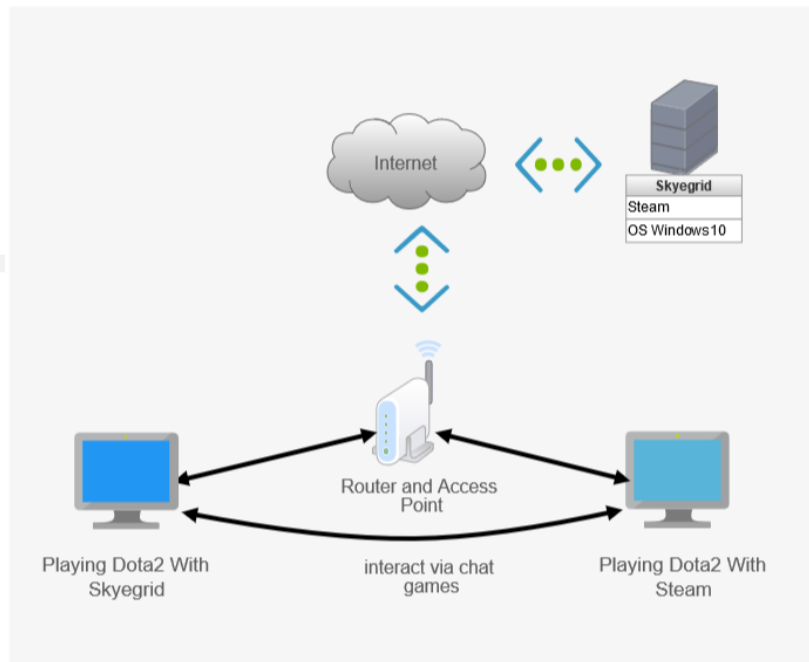 Internet
Skyegrid
Steam
OS Windows10
Router and Access
Point
Playing Dota2 With
Skyegrid
interact via chat
games
Playing Dota2 With
Steam